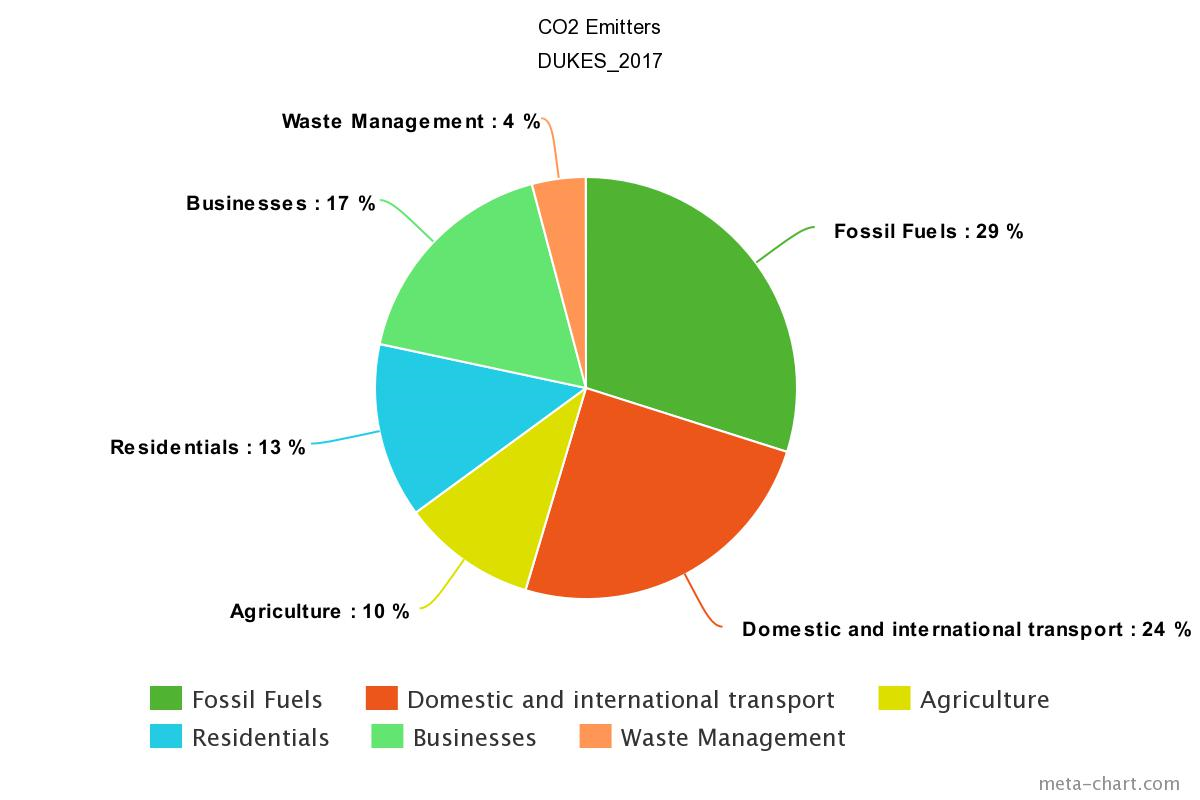 CO2 Emitters
DUKES_2017
Waste Management : 4 %
Businesses : 17 %
Fossil Fuels : 29 %
Residentials : 13 %
Agriculture : 10 %
Domestic and international transport : 24 %
Fossil Fuels
Domestic and international transport
Agriculture
Residentials
Businesses
Waste Management
meta-chart.com